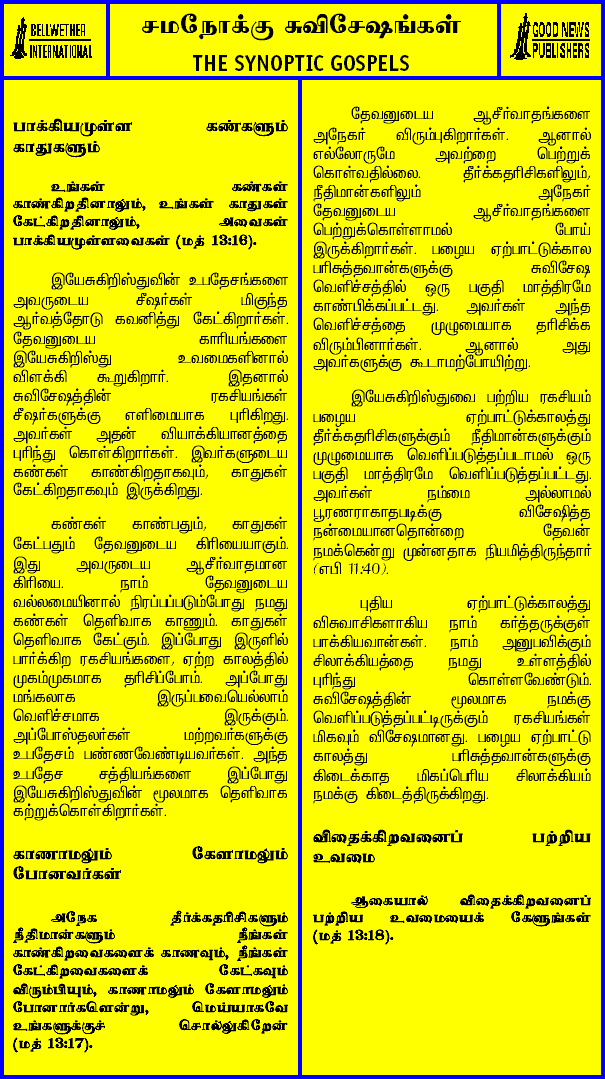 BELLWETHER
INTERNATIONAL
சமநோக்கு சுவிசேஷங்கள்
THE SYNOPTIC GOSPELS
GOOD NEWS
PUBLISHERS
பாக்கியமுள்ள கண்களும்
காதுகளும்
உங்கள் கண்கள்
காண்கிறதினாலும், உங்கள் காதுகள்
கேட்கிறதினாலும், அவைகள்
பாக்கியமுள்ளவைகள் (மத் 13:16).
இயேசுகிறிஸ்துவின் உபதேசங்களை
அவருடைய சீஷர்கள் மிகுந்த
ஆர்வத்தோடு கவனித்து கேட்கிறார்கள்.
தேவனுடைய காரியங்களை
இயேசுகிறிஸ்து உவமைகளினால்
விளக்கி கூறுகிறார். இதனால்
சுவிசேஷத்தின் ரகசியங்கள்
சீஷர்களுக்கு எளிமையாக புரிகிறது.
அவர்கள் அதன் வியாக்கியானத்தை
புரிந்து கொள்கிறார்கள். இவர்களுடைய
கண்கள் காண்கிறதாகவும், காதுகள்
கேட்கிறதாகவும் இருக்கிறது.
கண்கள் காண்பதும், காதுகள்
கேட்பதும் தேவனுடைய கிரியையாகும்.
இது அவருடைய ஆசீர்வாதமான
கிரியை. நாம் தேவனுடைய
வல்லமையினால் நிரப்பப்படும்போது நமது
கண்கள் தெளிவாக காணும். காதுகள்
தெளிவாக கேட்கும். இப்போது இருளில்
பார்க்கிற ரகசியங்களை, ஏற்ற காலத்தில்
முகம்முகமாக தரிசிப்போம். அப்போது
மங்கலாக இருப்பவையெல்லாம்
வெளிச்சமாக இருக்கும்.
அப்போஸ்தலர்கள் மற்றவர்களுக்கு
உபதேசம் பண்ணவேண்டியவர்கள். அந்த
உபதேச சத்தியங்களை இப்போது
இயேசுகிறிஸ்துவின் மூலமாக தெளிவாக
கற்றுக்கொள்கிறார்கள்.
காணாமலும் கேளாமலும்
போனவர்கள்
அநேக தீர்க்கதரிசிகளும்
நீதிமான்களும் நீங்கள்
காண்கிறவைகளைக் காணவும், நீங்கள்
கேட்கிறவைகளைக் கேட்கவும்
விரும்பியும், காணாமலும் கேளாமலும்
போனார்களென்று, மெய்யாகவே
உங்களுக்குச் சொல்லுகிறேன்
(மத் 13:17).
தேவனுடைய ஆசீர்வாதங்களை
அநேகர் விரும்புகிறார்கள். ஆனால்
எல்லோருமே அவற்றை பெற்றுக்
கொள்வதில்லை. தீர்க்கதரிசிகளிலும்,
நீதிமான்களிலும் அநேகர்
தேவனுடைய ஆசீர்வாதங்களை
பெற்றுக்கொள்ளாமல் போய்
இருக்கிறார்கள். பழைய ஏற்பாட்டுக்கால
பரிசுத்தவான்களுக்கு சுவிசேஷ
வெளிச்சத்தில் ஒரு பகுதி மாத்திரமே
காண்பிக்கப்பட்டது. அவர்கள் அந்த
வெளிச்சத்தை முழுமையாக தரிசிக்க
விரும்பினார்கள். ஆனால் அது
அவர்களுக்கு கூடாமற்போயிற்று.
இயேசுகிறிஸ்துவை பற்றிய ரகசியம்
பழைய ஏற்பாட்டுக்காலத்து
தீர்க்கதரிசிகளுக்கும் நீதிமான்களுக்கும்
முழுமையாக வெளிப்படுத்தப்படாமல் ஒரு
பகுதி மாத்திரமே வெளிப்படுத்தப்பட்டது.
அவர்கள் நம்மை அல்லாமல்
பூரணராகாதபடிக்கு விசேஷித்த
நன்மையானதொன்றை தேவன்
நமக்கென்று முன்னதாக நியமித்திருந்தார்
(எபி 11:40).
புதிய ஏற்பாட்டுக்காலத்து
விசுவாசிகளாகிய நாம் கர்த்தருக்குள்
பாக்கியவான்கள். நாம் அனுபவிக்கும்
சிலாக்கியத்தை நமது உள்ளத்தில்
புரிந்து கொள்ளவேண்டும்.
சுவிசேஷத்தின் மூலமாக நமக்கு
வெளிப்படுத்தப்பட்டிருக்கும் ரகசியங்கள்
மிகவும் விசேஷமானது. பழைய ஏற்பாட்டு
காலத்து பரிசுத்தவான்களுக்கு
கிடைக்காத மிகப்பெரிய சிலாக்கியம்
நமக்கு கிடைத்திருக்கிறது.
விதைக்கிறவனைப் பற்றிய
உவமை
ஆகையால் விதைக்கிறவனைப்
பற்றிய உவமையைக் கேளுங்கள்
(மத் 13:18).